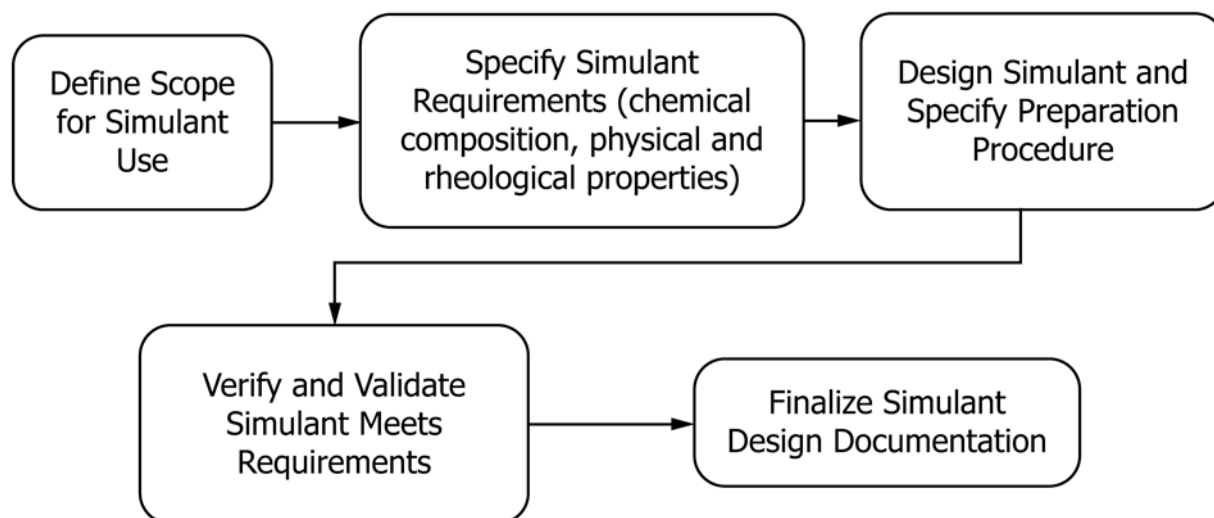 Define Scope
for Simulant
Use
Specify Simulant
Requirements (chemical
composition, physical and
rheological properties)
Design Simulant and
Specify Preparation
Procedure
Verify and Validate
Simulant Meets
Requirements
Finalize Simulant
Design Documentation